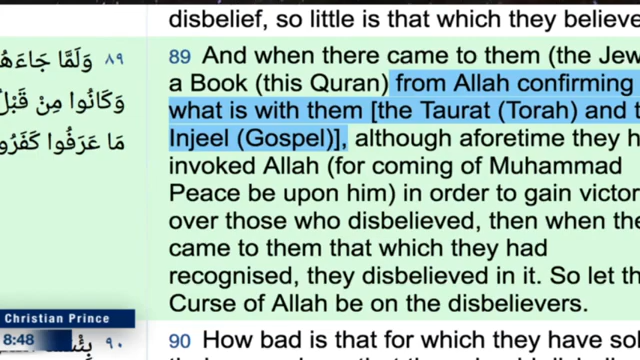 disbelief, so little is that which they believe
89 And when there came to them (the Jew
a Book (this Quran) from Allah confirming
what is with them [the Taurat (Torah) and t
Injeel (Gospel)], although aforetime they h
invoked Allah (for coming of Muhammad
Peace be upon him) in order to gain victor
over those who disbelieved, then when the
came to them that which they had
recognised, they disbelieved in it. So let th
Curse of Allah be on the disbelievers.
90 How bad is that for which they have sol
٨٩ وَلَمَّا جَاءَهُ
وَكَانُوا مِنْ قَبْلُ
مَا عَرَفُوا كَفَرُو
٩٠
Christian Prince
8:48